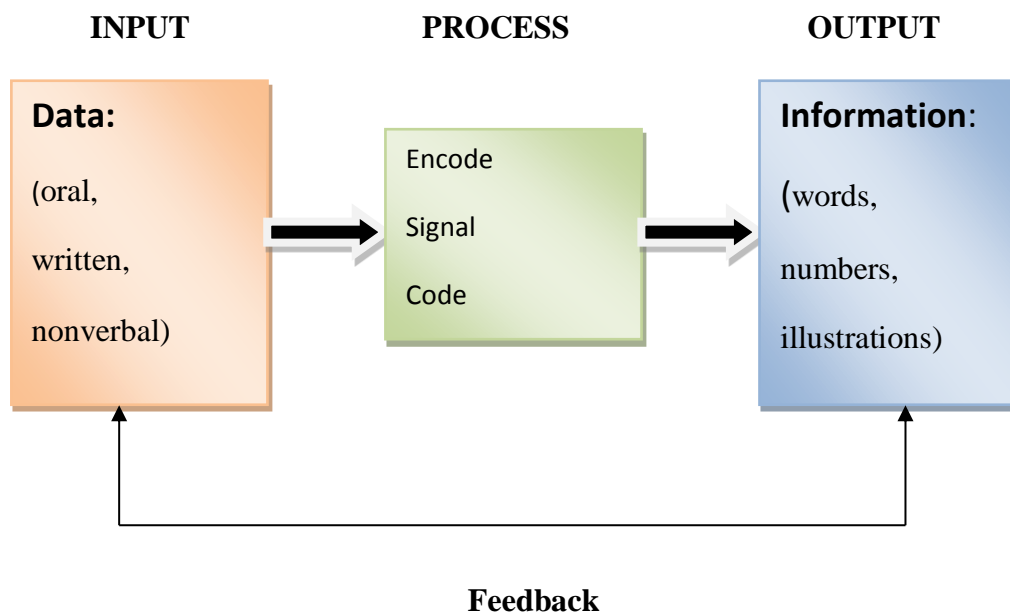 INPUT
PROCESS
OUTPUT
Data:
(oral,
written,
nonverbal)
Encode
Signal
Code
Information:
(words,
numbers,
illustrations)
Feedback